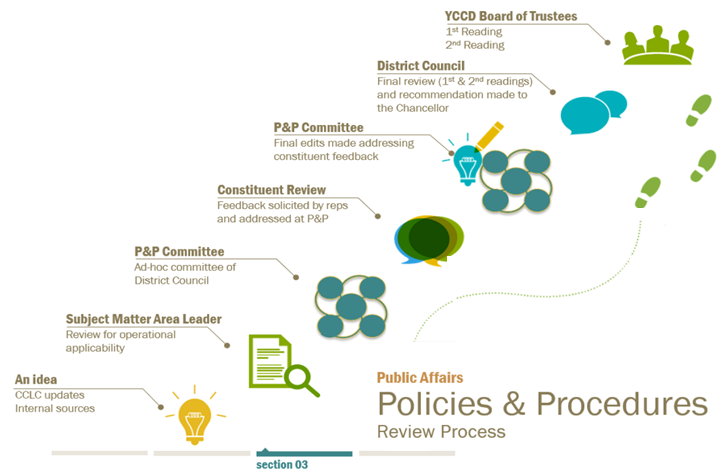 YCCD Board of Trustees
1st Reading
2nd Reading
District Council
Final review (1st & 2nd readings)
and recommendation made to
the Chancellor
P&P Committee
Final edits made addressing
constituent feedback
Constituent Review
Feedback solicited by reps
and addressed at P&P
P&P Committee
Ad-hoc committee of
District Council
Subject Matter Area Leader
Review for operational
applicability
An idea
CCLC updates
Internal sources
Public Affairs
Policies & Procedures
Review Process
section 03